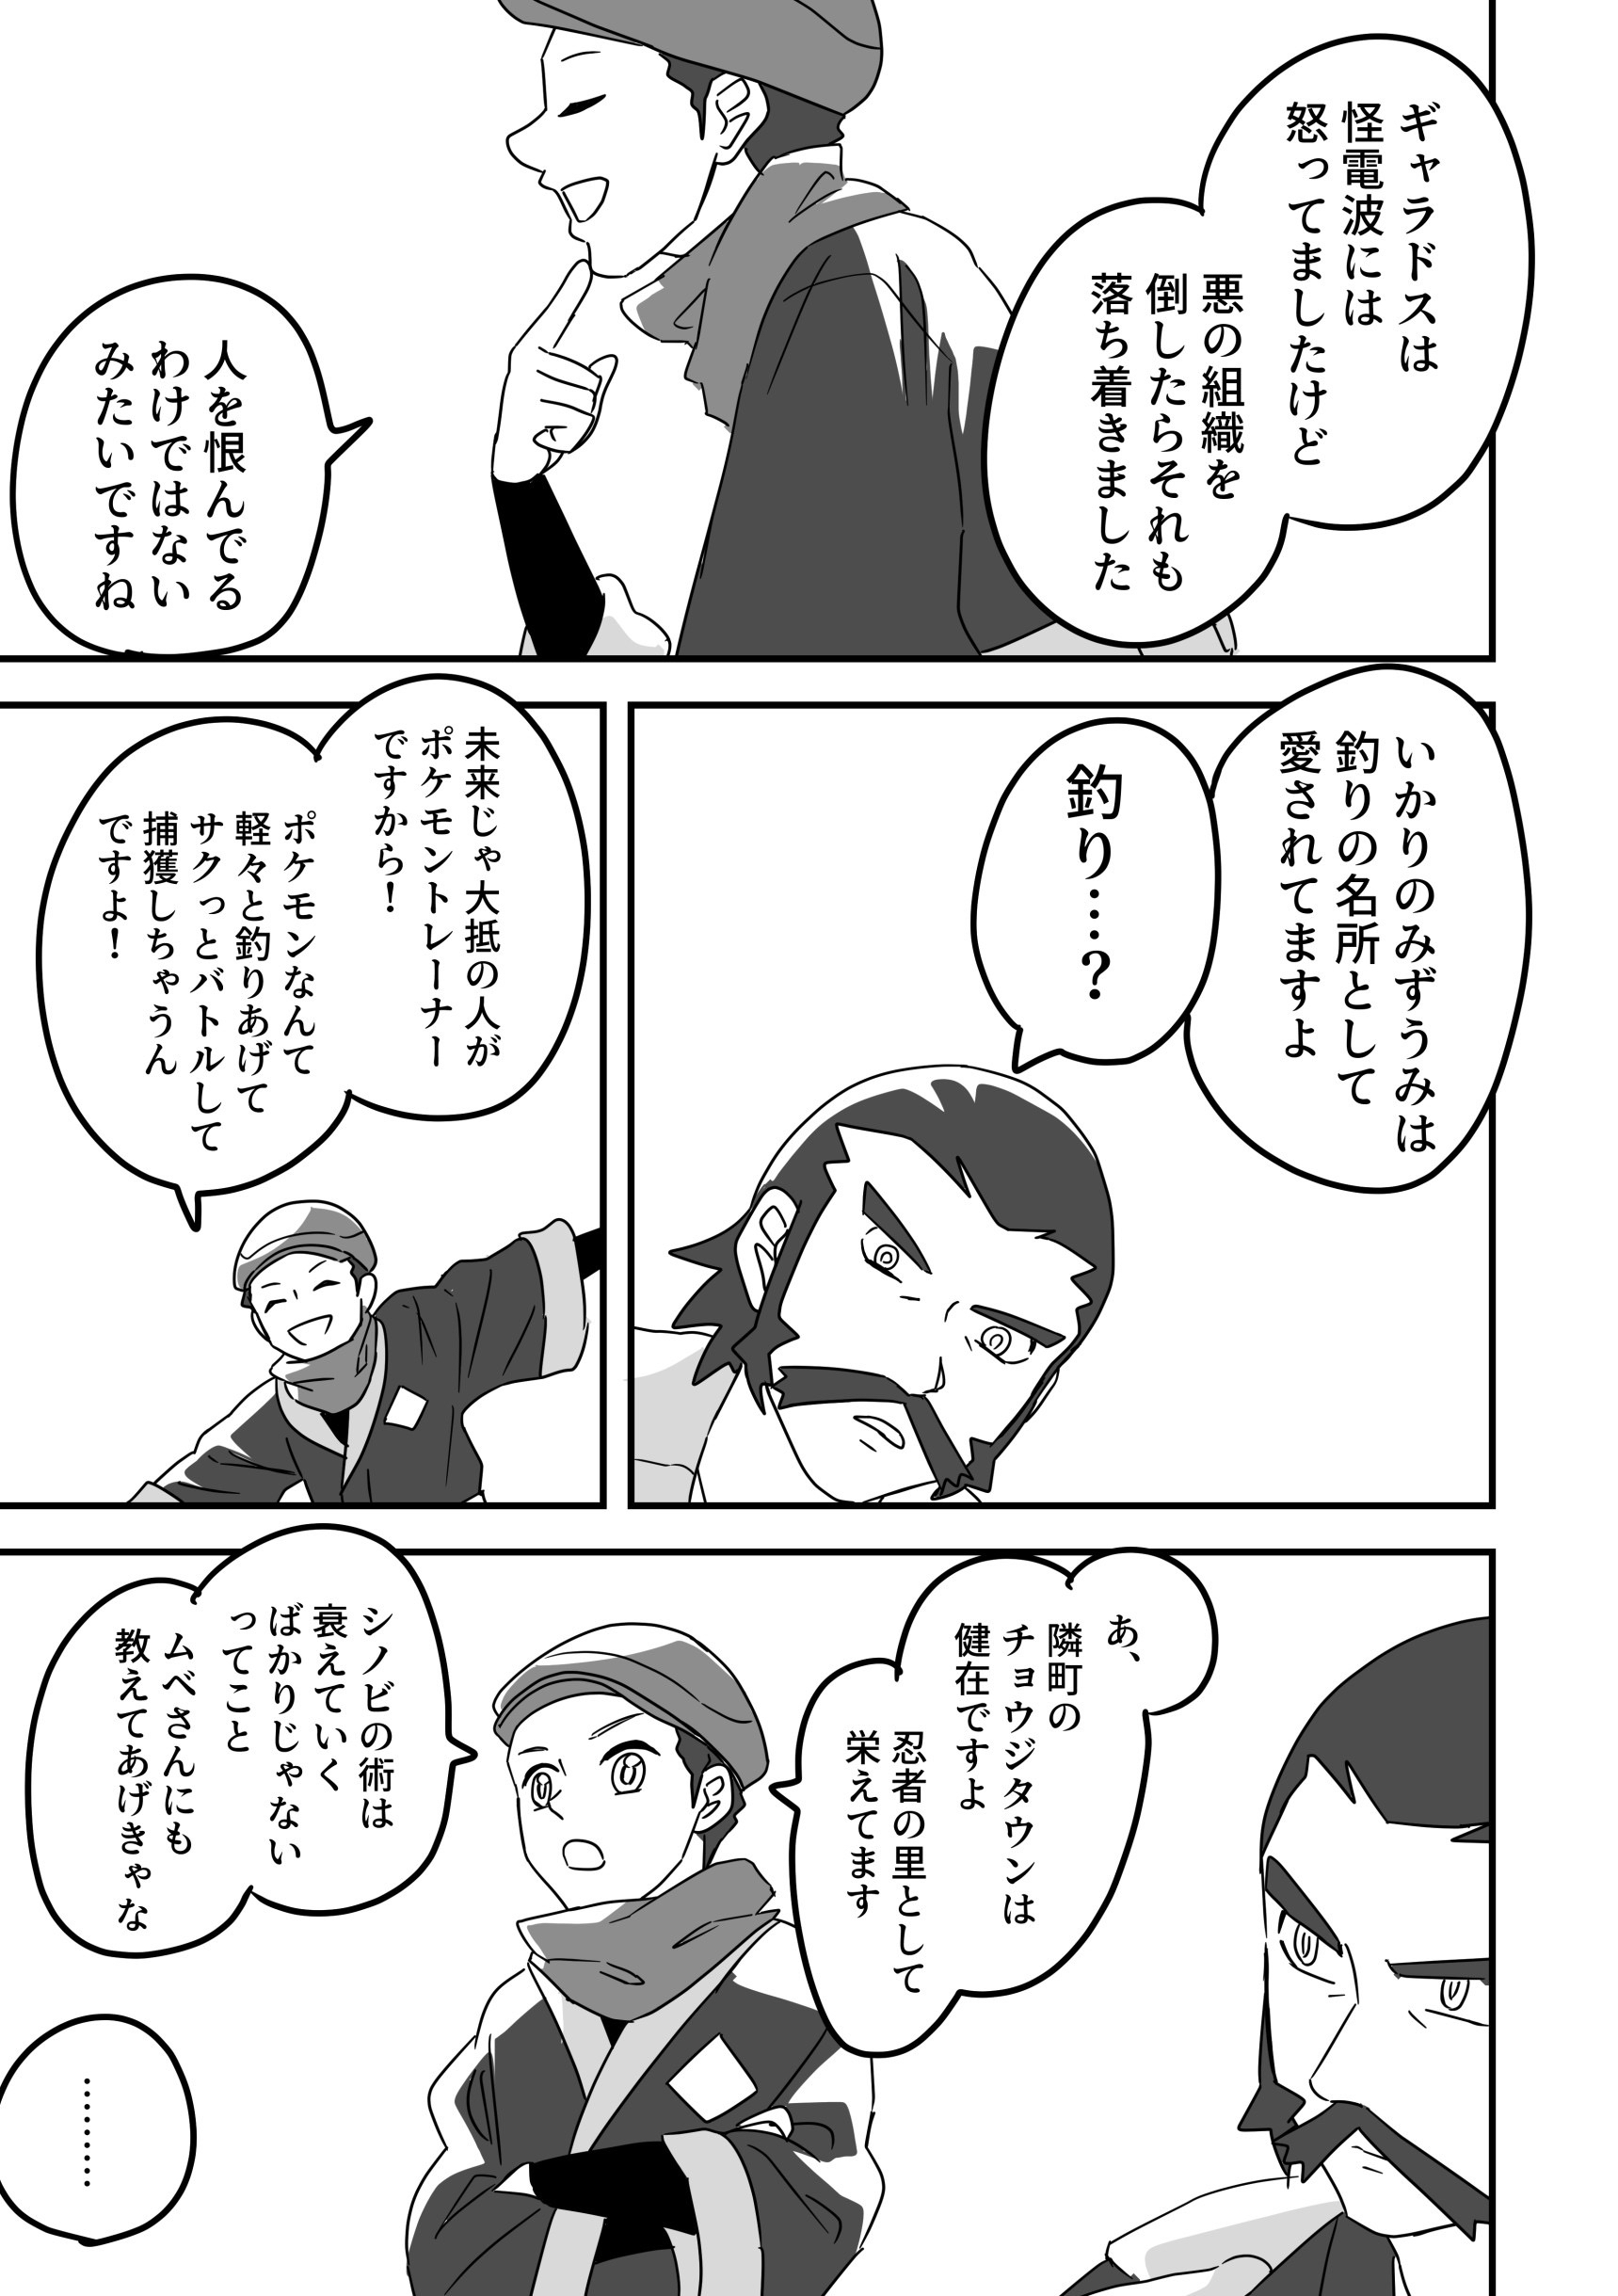 ギャラドスは
怪電波には
怒ってましたけど
悪の組織を
倒したらそれも
落ち着きました
人を恨んでる
わけではない
みたいですね
いかりのみずうみは
釣りの名所として
愛されてますよ
釣り……?
未来じゃ大抵の人が
ポケモントレーナー
ですから!
ポケモンなんて
軽々と釣りあげて
サクっとバトルして
捕獲しちゃうん
ですよ!
あ、
隣町の
チョウジタウンは
健在ですよ
忍者の里として
栄えてます
シノビの術は
衰えていく
ばかりじゃない
ってこと
ムベさんにも
教えてあげきゃな
………